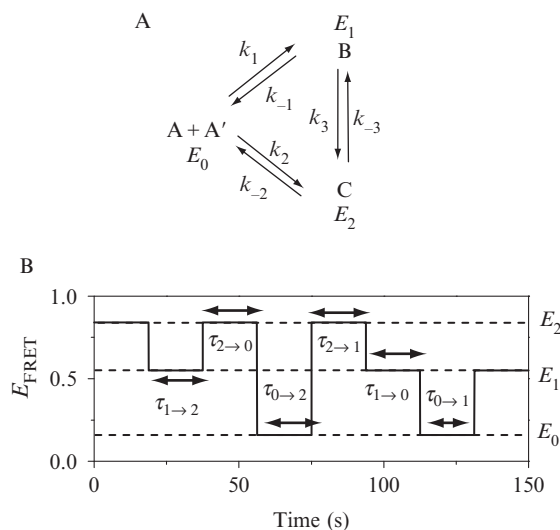 A
E₁
B
k₁
k₋₁
k₃
k₋₃
A + A′
E₀
k₂
k₋₂
C
E₂
B
1.0
0.5
0.0
E_FRET
τ₂→₀
τ₂→₁
τ₁→₂
τ₀→₂
τ₁→₀
τ₀→₁
E₂
E₁
E₀
0
50
100
150
Time (s)